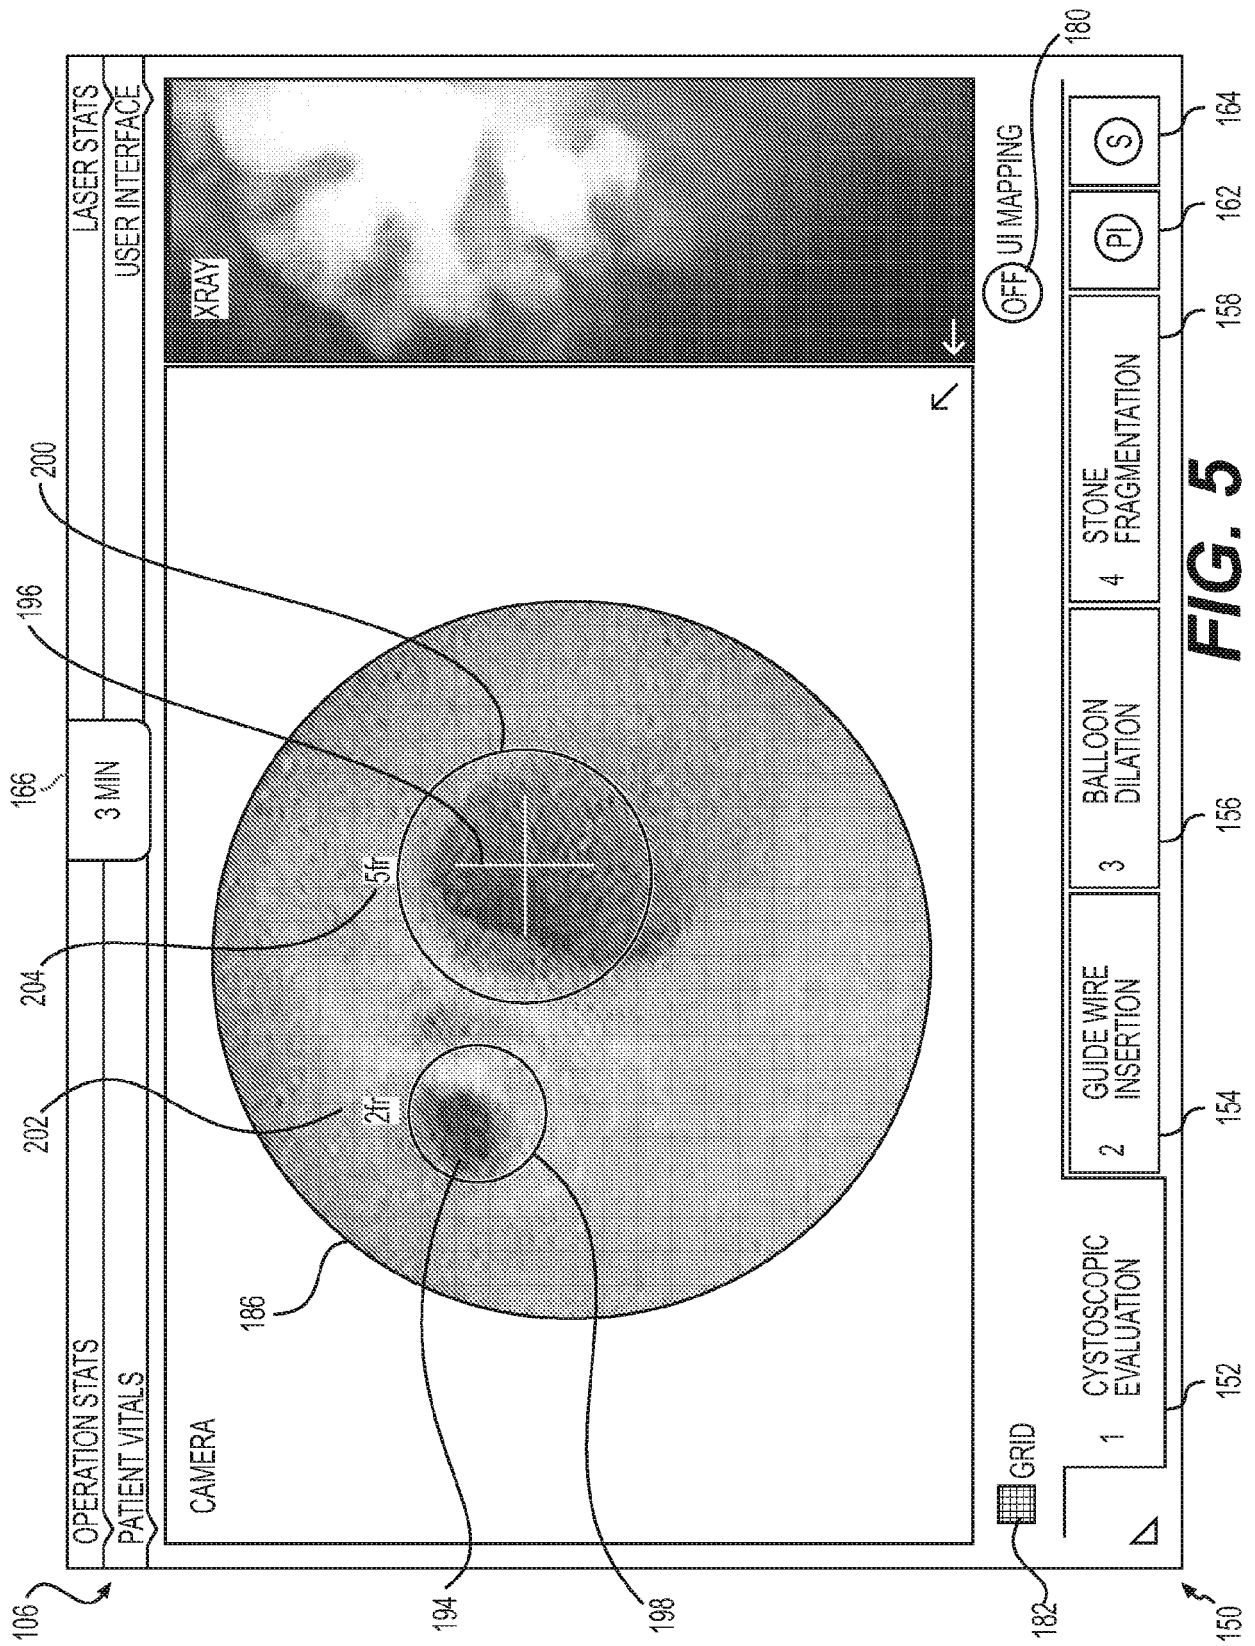 106
166
OPERATION STATS
3 MIN
LASER STATS
PATIENT VITALS
USER INTERFACE
202
204
196
200
CAMERA
XRAY
186
2fr
5fr
194
198
182
GRID
OFF
UI MAPPING
180
1
CYSTOSCOPIC
EVALUATION
2
GUIDE WIRE
INSERTION
3
BALLOON
DILATION
4
STONE
FRAGMENTATION
PI
S
150
152
154
156
158
162
164
FIG. 5